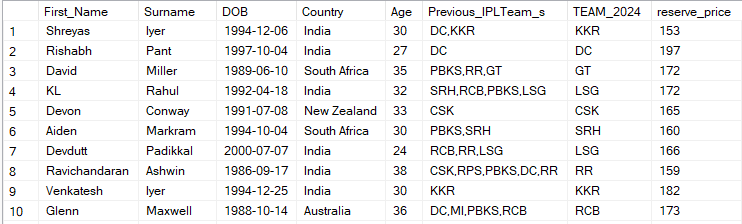 First_Name Surname DOB Country Age Previous_IPLTeam_s TEAM_2024 reserve_price
1 Shreyas Iyer 1994-12-06 India 30 DC,KKR KKR 153
2 Rishabh Pant 1997-10-04 India 27 DC DC 197
3 David Miller 1989-06-10 South Africa 35 PBKS,RR,GT GT 172
4 KL Rahul 1992-04-18 India 32 SRH,RCB,PBKS,LSG LSG 172
5 Devon Conway 1991-07-08 New Zealand 33 CSK CSK 165
6 Aiden Markram 1994-10-04 South Africa 30 PBKS,SRH SRH 160
7 Devdutt Padikkal 2000-07-07 India 24 RCB,RR,LSG LSG 166
8 Ravichandaran Ashwin 1986-09-17 India 38 CSK,RPS,PBKS,DC,RR RR 159
9 Venkatesh Iyer 1994-12-25 India 30 KKR KKR 182
10 Glenn Maxwell 1988-10-14 Australia 36 DC,MI,PBKS,RCB RCB 173